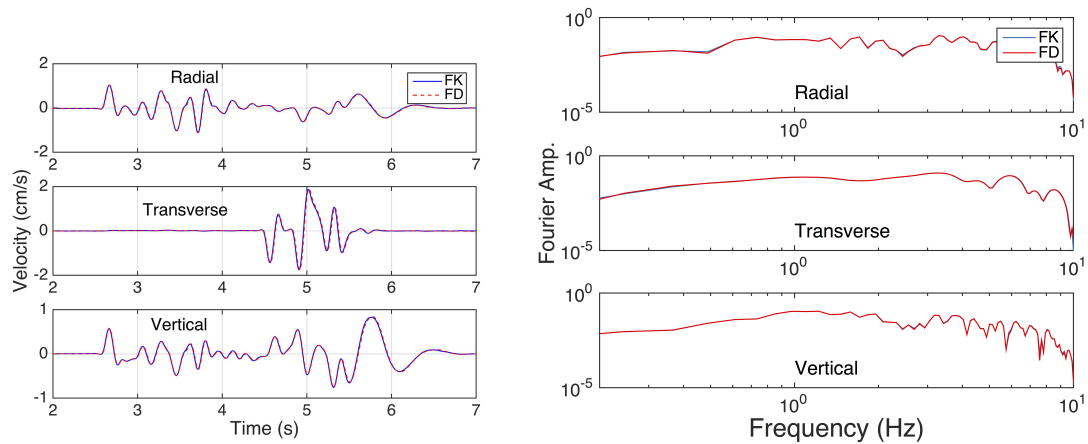 2
Radial
FK
FD
0
-2
2 3 4 5 6 7
2
Transverse
0
-2
2 3 4 5 6 7
1
Vertical
0
-1
2 3 4 5 6 7
Velocity (cm/s)
Time (s)
10^0
FK
FD
Radial
10^-5
10^0 10^1
10^0
Transverse
10^-5
10^0 10^1
10^0
Vertical
10^-5
10^0 10^1
Fourier Amp.
Frequency (Hz)